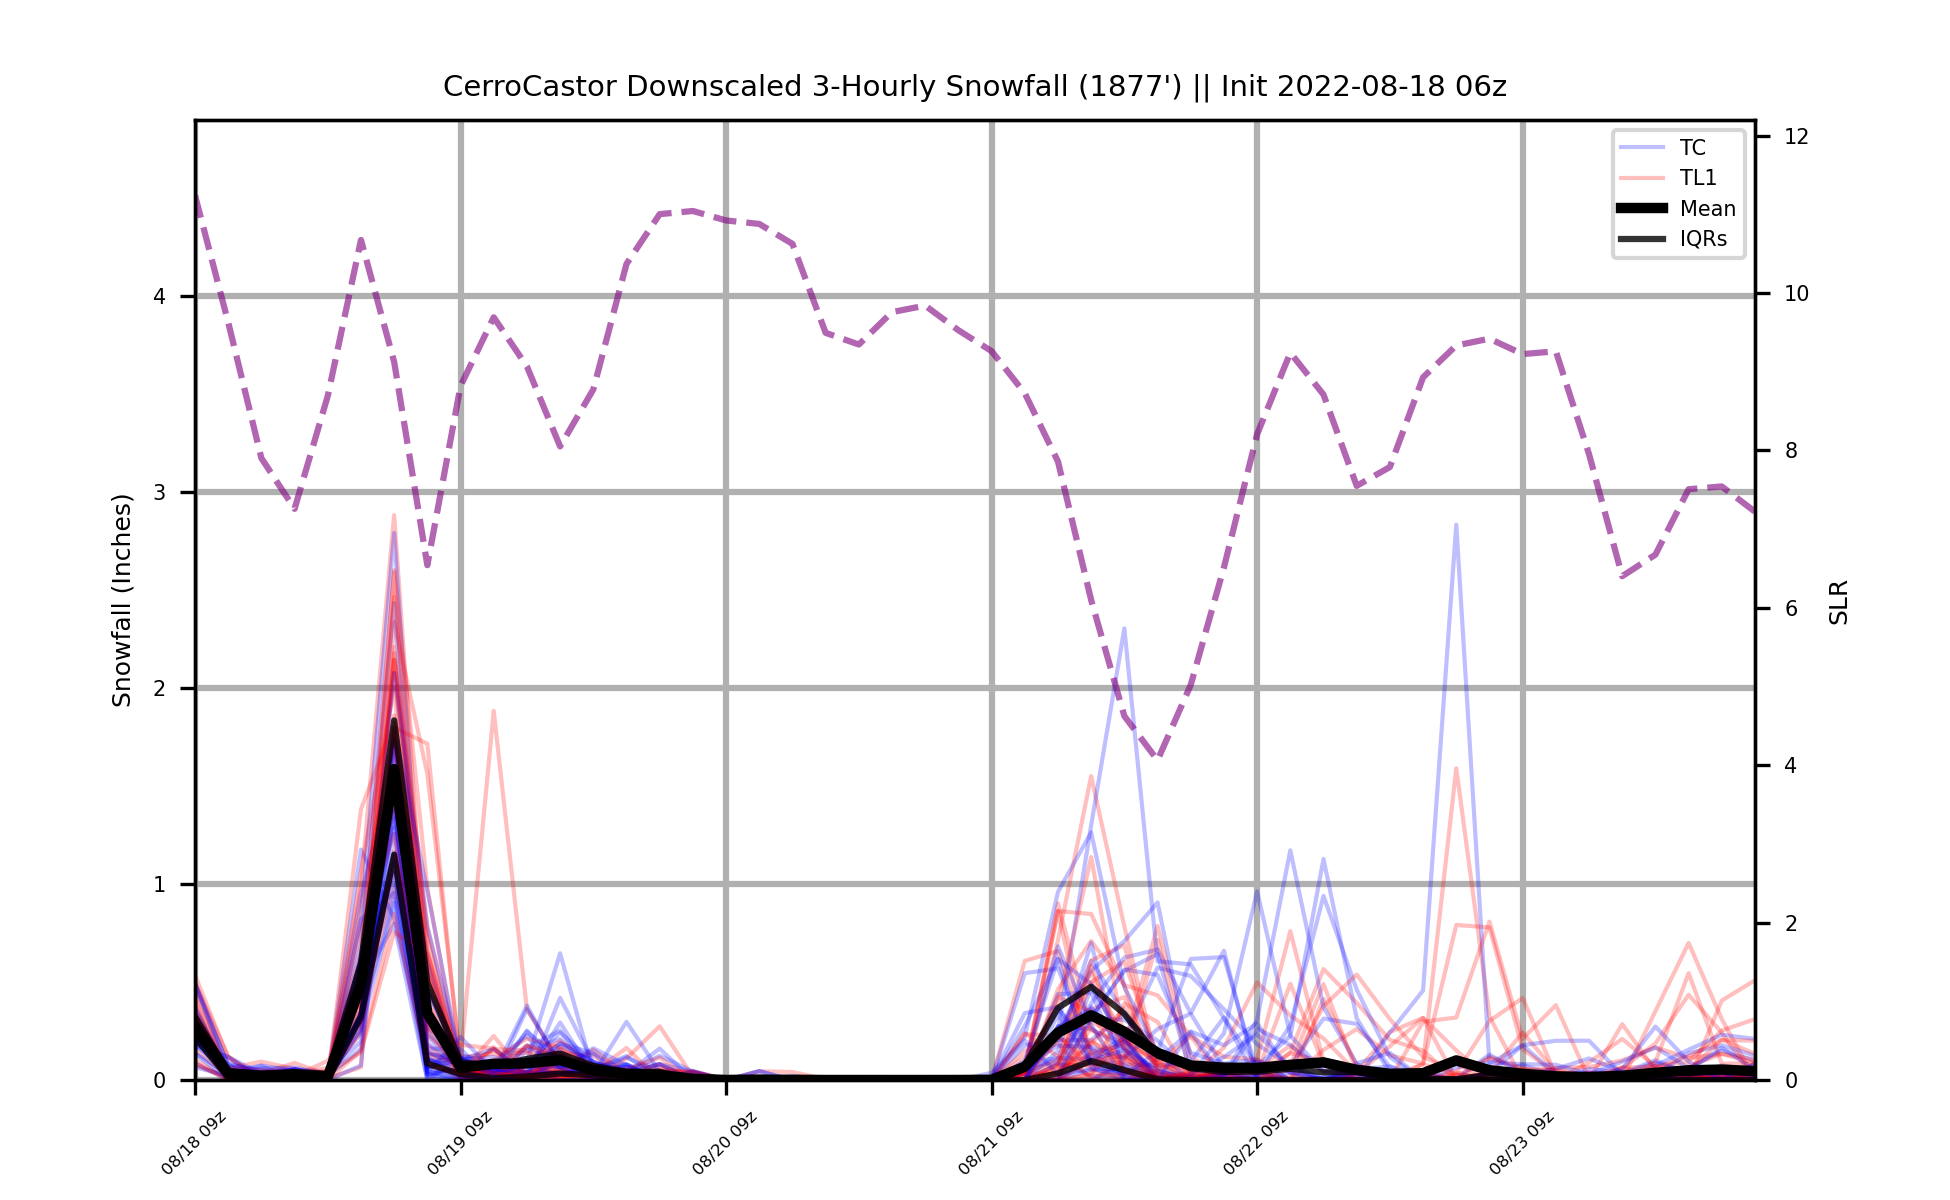 CerroCastor Downscaled 3-Hourly Snowfall (1877') || Init 2022-08-18 06z
TC
TL1
Mean
IQRs
Snowfall (Inches)
4
3
2
1
0
12
10
8
6
4
2
0
SLR
08/18 09z
08/19 09z
08/20 09z
08/21 09z
08/22 09z
08/23 09z